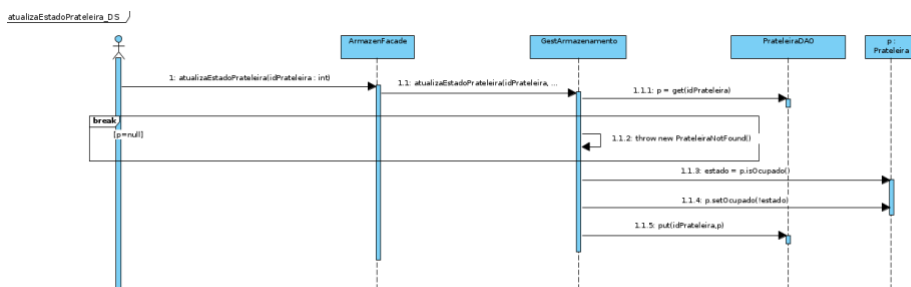 atualizaEstadoPrateleira_DS
ArmazenFacade
GestArmazenamento
PrateleiraDAO
p :
Prateleira
1: atualizaEstadoPrateleira(idPrateleira : int)
1.1: atualizaEstadoPrateleira(idPrateleira, ...
1.1.1: p = get(idPrateleira)
break
[p=null]
1.1.2: throw new PrateleiraNotFound()
1.1.3: estado = p.isOcupado()
1.1.4: p.setOcupado(!estado)
1.1.5: put(idPrateleira,p)